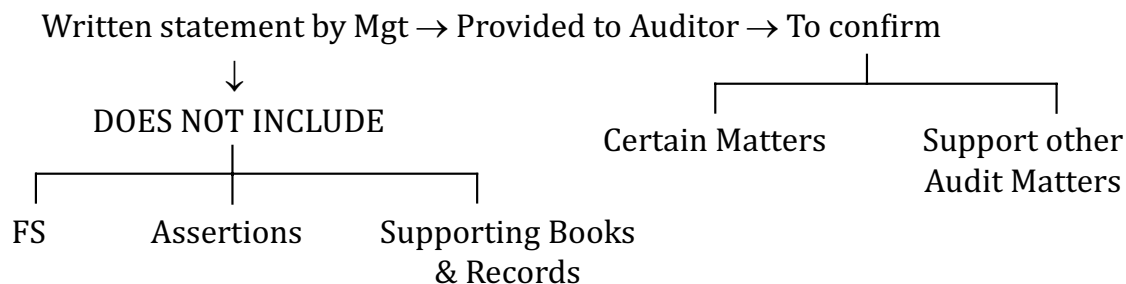 Written statement by Mgt → Provided to Auditor → To confirm
DOES NOT INCLUDE
Certain Matters
Support other
Audit Matters
FS
Assertions
Supporting Books
& Records